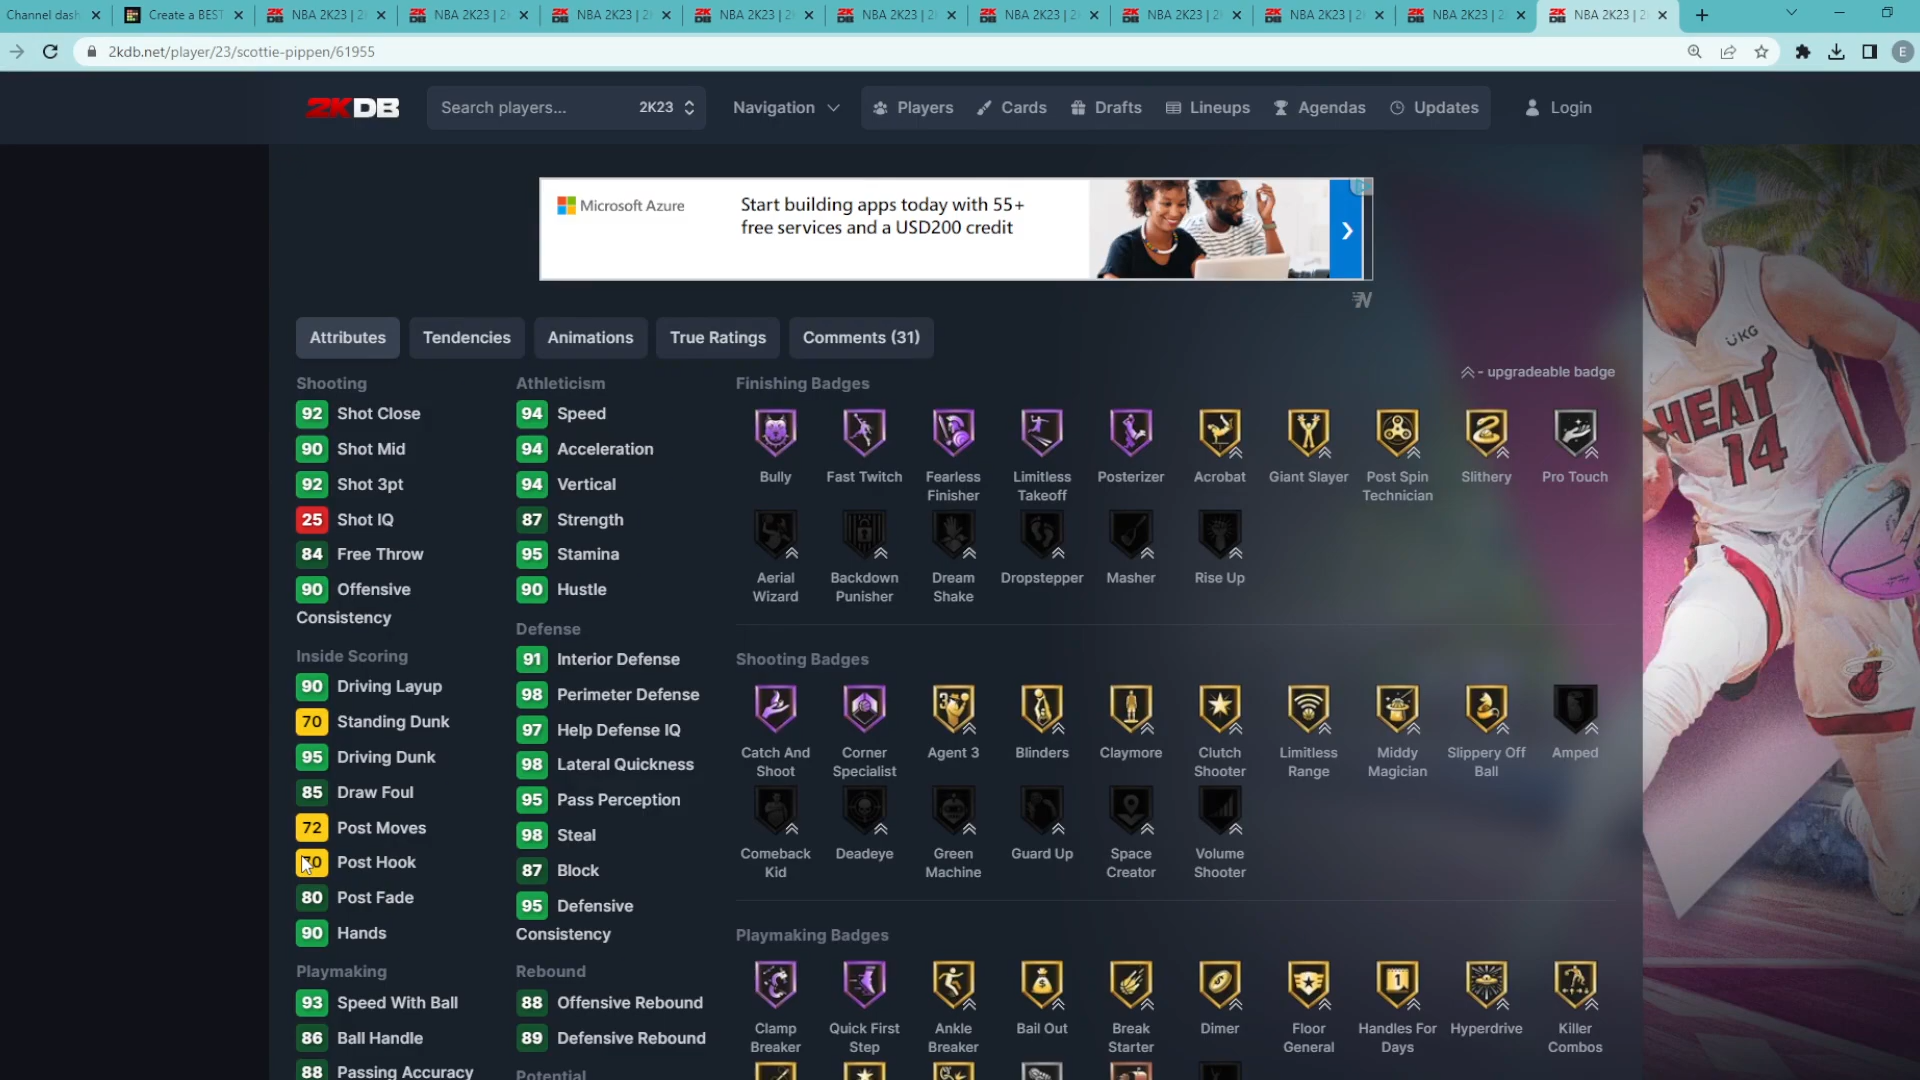 Channel dash
Create a BEST
NBA 2K23 | 2
NBA 2K23 | 2
NBA 2K23 | 2
NBA 2K23 | 2
NBA 2K23 | 2
NBA 2K23 | 2
NBA 2K23 | 2
NBA 2K23 | 2
NBA 2K23 | 2
NBA 2K23 | 2
2kdb.net/player/23/scottie-pippen/61955
E
2KDB
Search players...
2K23
Navigation
Players
Cards
Drafts
Lineups
Agendas
Updates
Login
Microsoft Azure
Start building apps today with 55+
free services and a USD200 credit
Attributes
Tendencies
Animations
True Ratings
Comments (31)
- upgradeable badge
Shooting
92 Shot Close
90 Shot Mid
92 Shot 3pt
25 Shot IQ
84 Free Throw
90 Offensive
Consistency
Inside Scoring
90 Driving Layup
70 Standing Dunk
95 Driving Dunk
85 Draw Foul
72 Post Moves
Post Hook
80 Post Fade
90 Hands
Playmaking
93 Speed With Ball
86 Ball Handle
88 Passing Accuracy
Athleticism
94 Speed
94 Acceleration
94 Vertical
87 Strength
95 Stamina
90 Hustle
Defense
91 Interior Defense
98 Perimeter Defense
97 Help Defense IQ
98 Lateral Quickness
95 Pass Perception
98 Steal
87 Block
95 Defensive
Consistency
Rebound
88 Offensive Rebound
89 Defensive Rebound
Potential
Finishing Badges
Bully
Fast Twitch
Fearless
Finisher
Limitless
Takeoff
Posterizer
Acrobat
Giant Slayer
Post Spin
Technician
Slithery
Pro Touch
Aerial
Wizard
Backdown
Punisher
Dream
Shake
Dropstepper
Masher
Rise Up
Shooting Badges
Catch And
Shoot
Corner
Specialist
Agent 3
Blinders
Claymore
Clutch
Shooter
Limitless
Range
Middy
Magician
Slippery Off
Ball
Amped
Comeback
Kid
Deadeye
Green
Machine
Guard Up
Space
Creator
Volume
Shooter
Playmaking Badges
Clamp
Breaker
Quick First
Step
Ankle
Breaker
Bail Out
Break
Starter
Dimer
Floor
General
Handles For
Days
Hyperdrive
Killer
Combos
UKG
HEAT
14